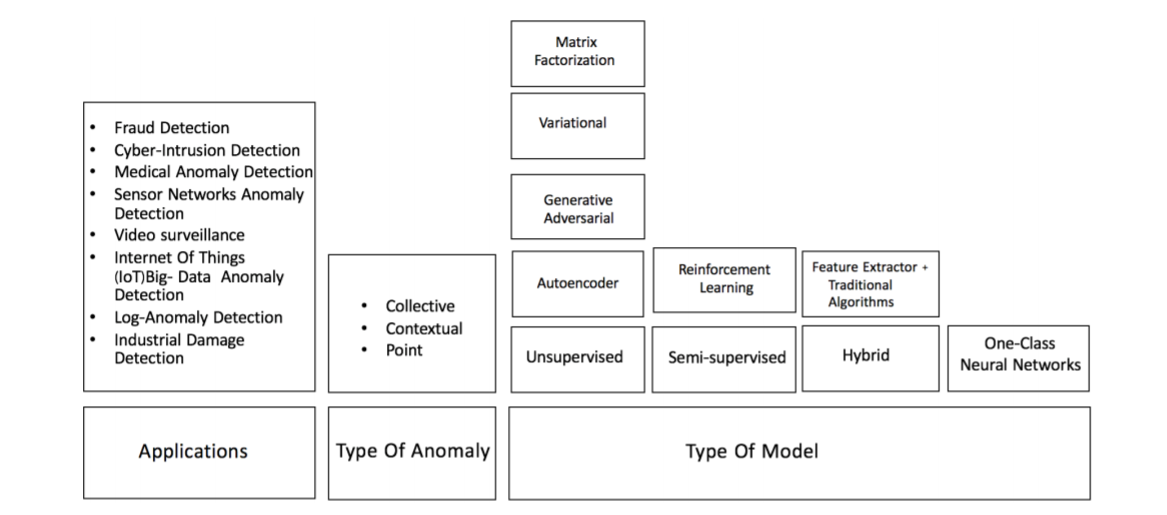 Matrix
Factorization
Variational
Generative
Adversarial
• Fraud Detection
• Cyber-Intrusion Detection
• Medical Anomaly Detection
• Sensor Networks Anomaly
Detection
• Video surveillance
• Internet Of Things
(IoT)Big- Data Anomaly
Detection
• Log-Anomaly Detection
• Industrial Damage
Detection
• Collective
• Contextual
• Point
Autoencoder
Reinforcement
Learning
Feature Extractor +
Traditional
Algorithms
Unsupervised
Semi-supervised
Hybrid
One-Class
Neural Networks
Applications
Type Of Anomaly
Type Of Model